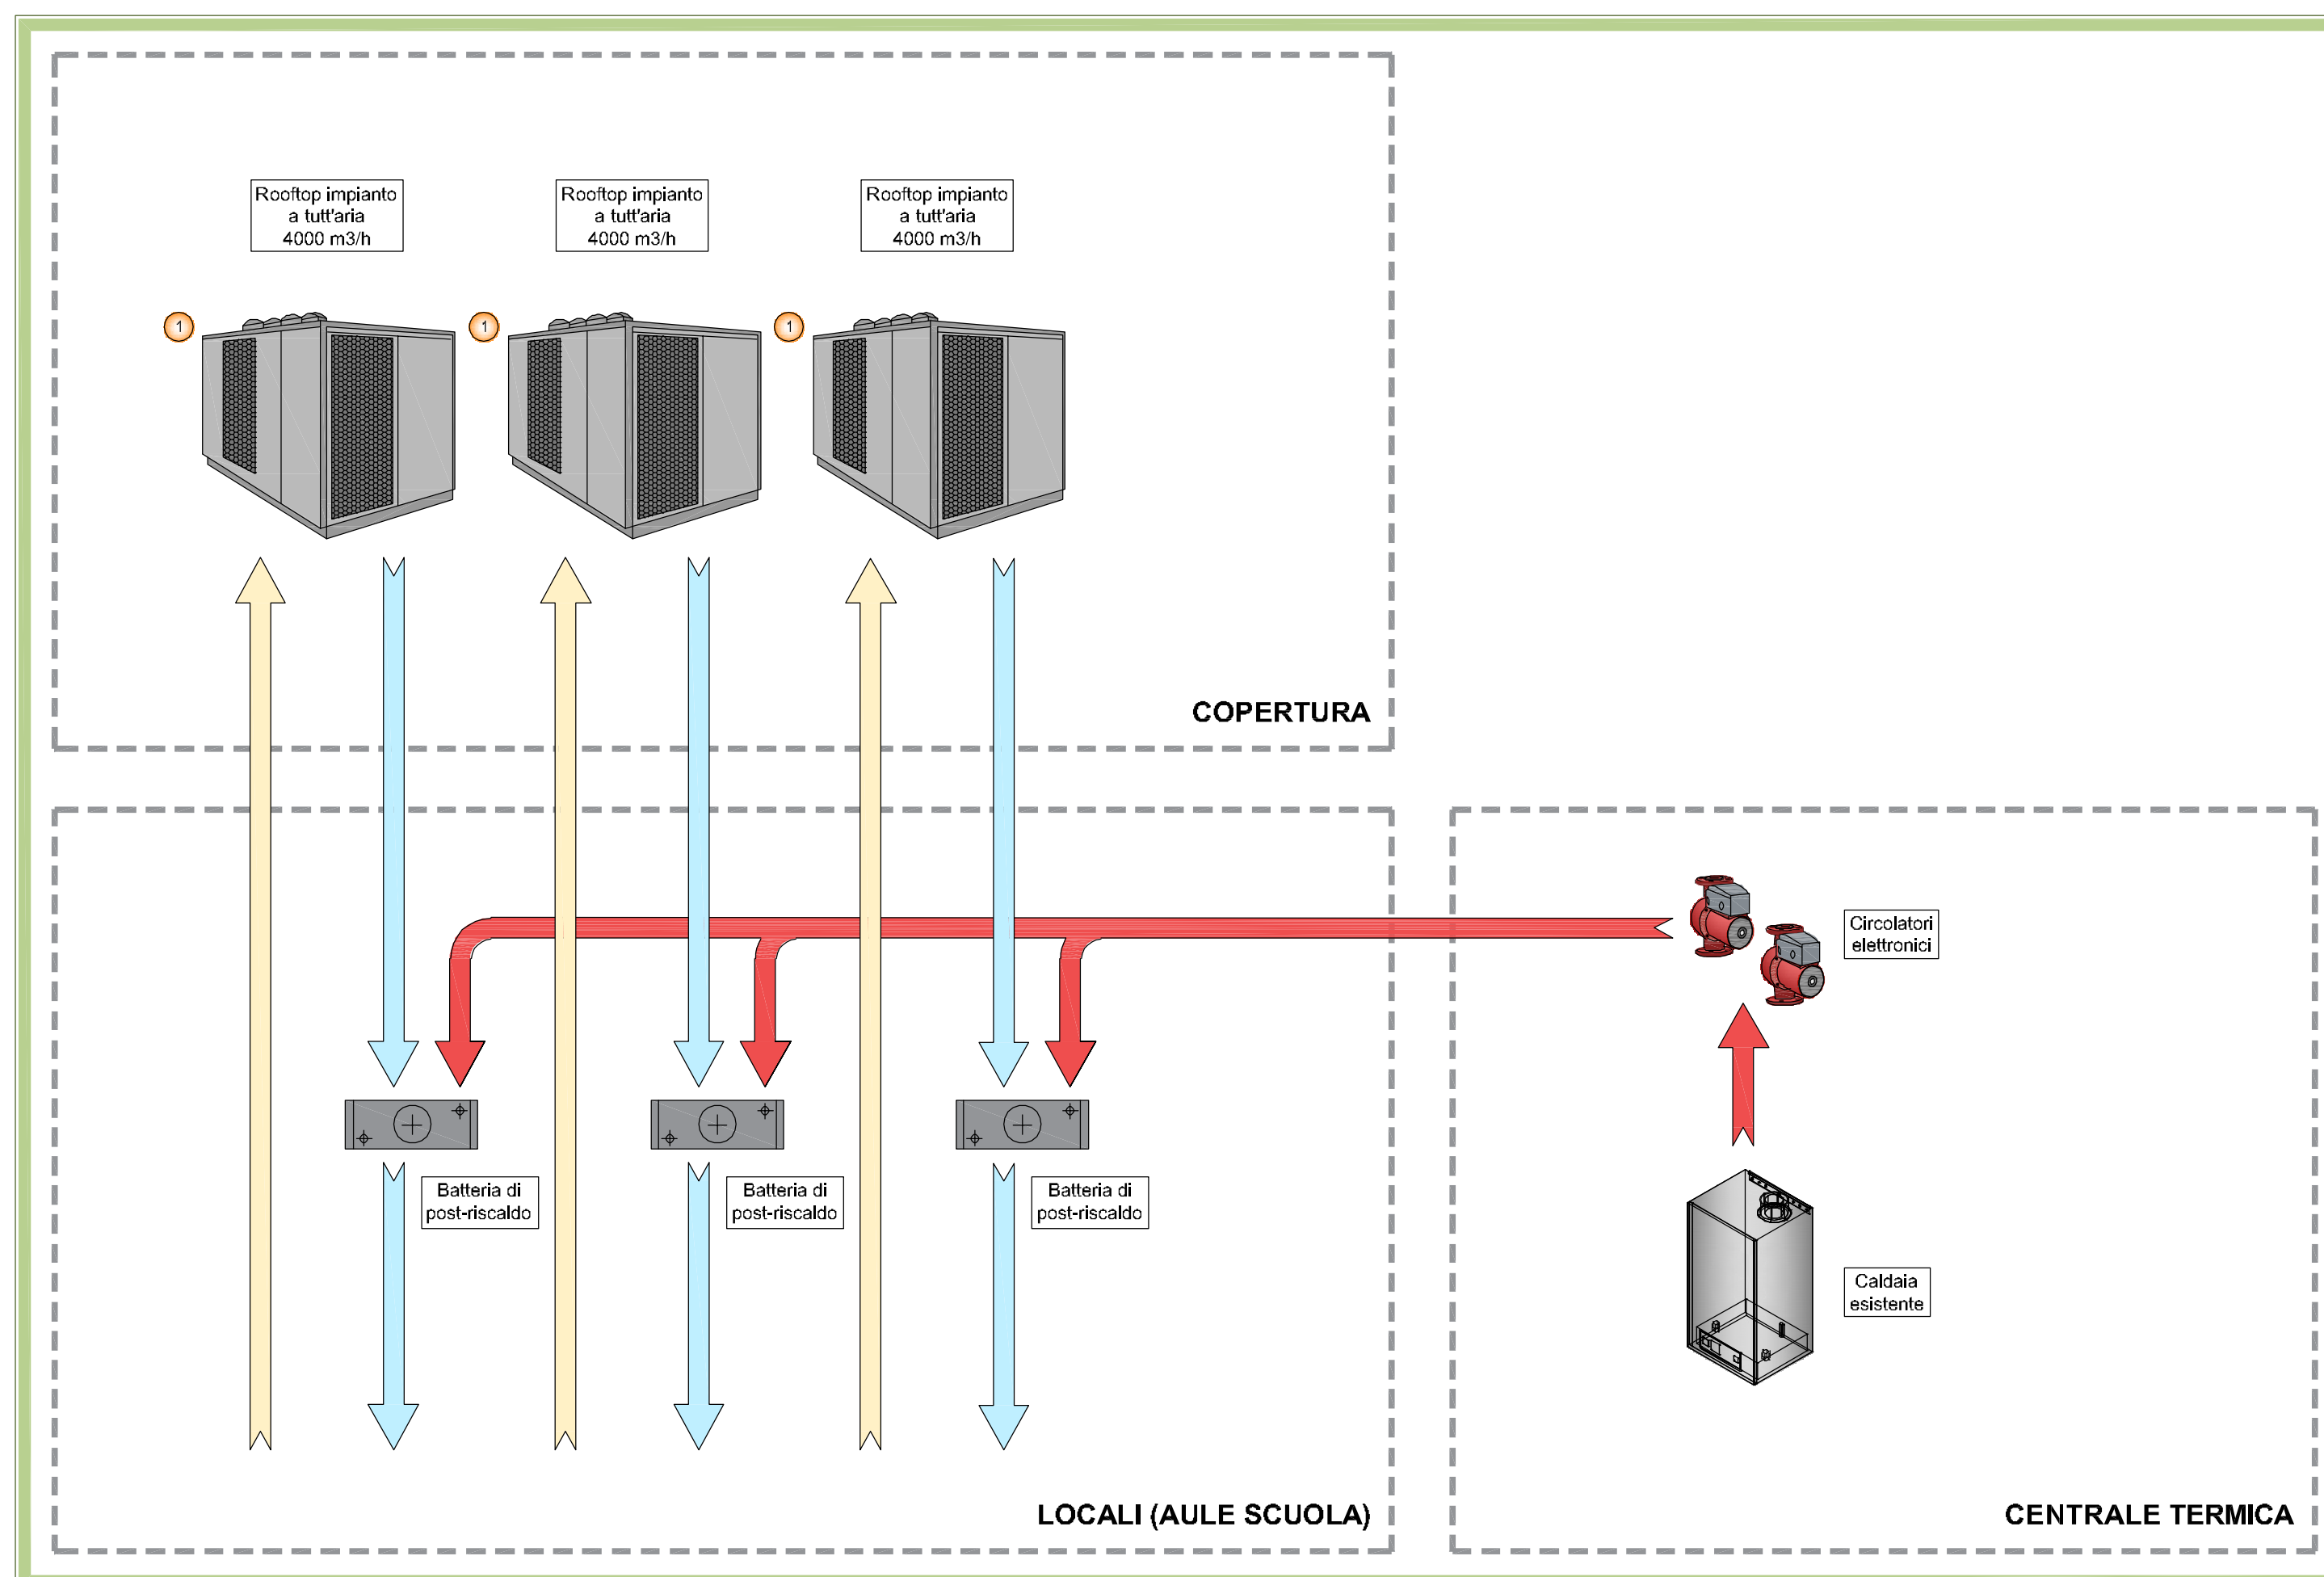 Rooftop impianto
a tutt'aria
4000 m3/h
Rooftop impianto
a tutt'aria
4000 m3/h
Rooftop impianto
a tutt'aria
4000 m3/h
1
1
1
COPERTURA
Circolatori
elettronici
Batteria di
post-riscaldo
Batteria di
post-riscaldo
Batteria di
post-riscaldo
Caldaia
esistente
LOCALI (AULE SCUOLA)
CENTRALE TERMICA